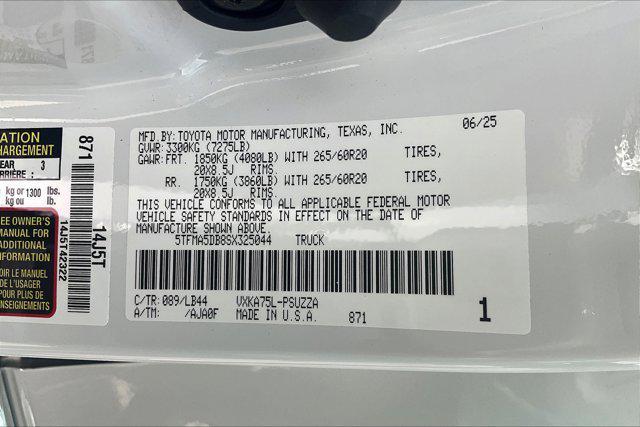 MFD.BY: TOYOTA MOTOR MANUFACTURING, TEXAS, INC. 06/25
GVWR: 3300KG (7275LB)
GAWR: FRT. 1850KG (4080LB) WITH 265/60R20 TIRES,
20X8.5J RIMS.
RR. 1750KG (3860LB) WITH 265/60R20 TIRES,
20X8.5J RIMS.
THIS VEHICLE CONFORMS TO ALL APPLICABLE FEDERAL MOTOR
VEHICLE SAFETY STANDARDS IN EFFECT ON THE DATE OF
MANUFACTURE SHOWN ABOVE.
5TFMA5DB8SX325044 TRUCK
C/TR: 089/LB44 VXKA75L-PSUZZA
A/TM: /AJA0F MADE IN U.S.A. 871 1
ATION
CHARGEMENT
EAR 3
RRIÈRE:
kg or 1300 lbs.
kg ou lb.
EE OWNER'S
MANUAL FOR
ADDITIONAL
FORMATION
OIR LE MANUEL
DE L'USAGER
POUR PLUS DE
871
14J5T
14J5T42322